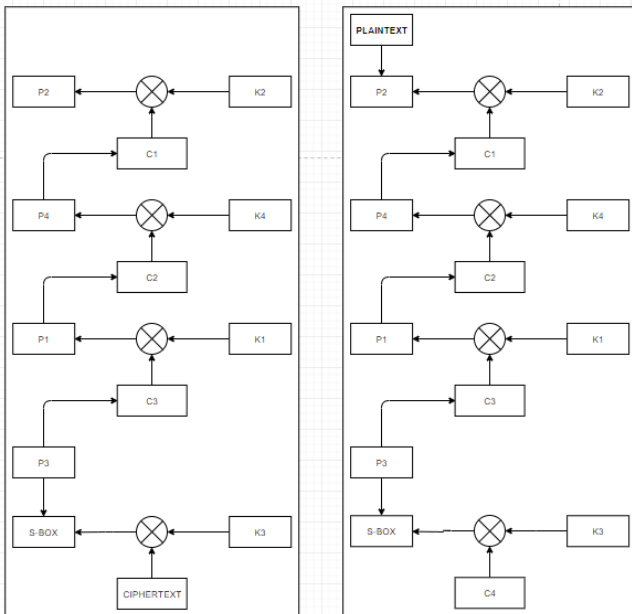 P2 K2
C1
P4 K4
C2
P1 K1
C3
P3
S-BOX K3
CIPHERTEXT
PLAINTEXT
P2 K2
C1
P4 K4
C2
P1 K1
C3
P3
S-BOX K3
C4